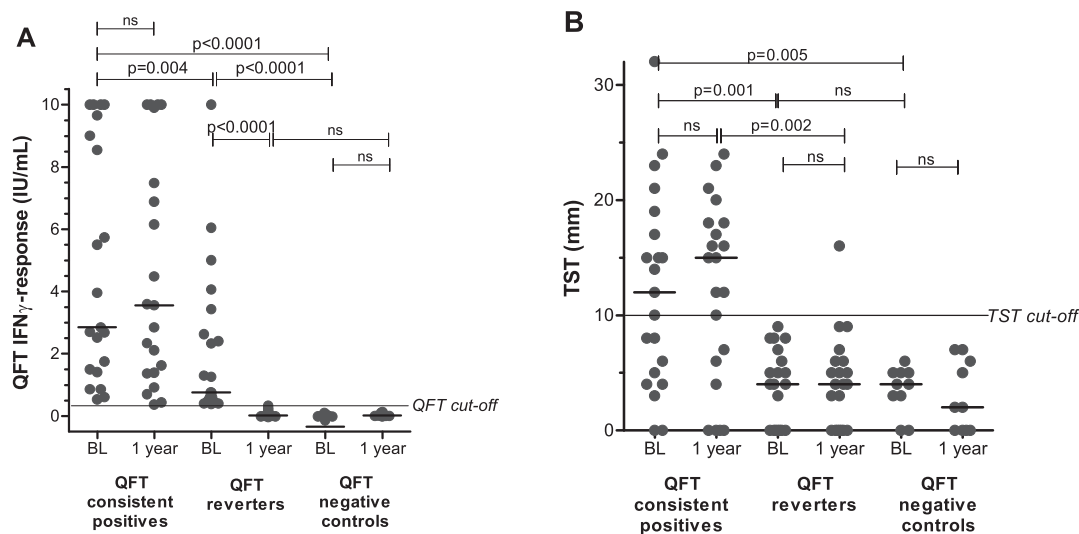 A
ns
p<0.0001
p=0.004
p<0.0001
p<0.0001
ns
ns
QFT IFNγ-response (IU/mL)
10
8
6
4
2
0
QFT cut-off
BL
1 year
BL
1 year
BL
1 year
QFT
consistent
positives
QFT
reverters
QFT
negative
controls
B
p=0.005
p=0.001
ns
ns
p=0.002
ns
ns
TST (mm)
30
20
10
0
TST cut-off
BL
1 year
BL
1 year
BL
1 year
QFT
consistent
positives
QFT
reverters
QFT
negative
controls